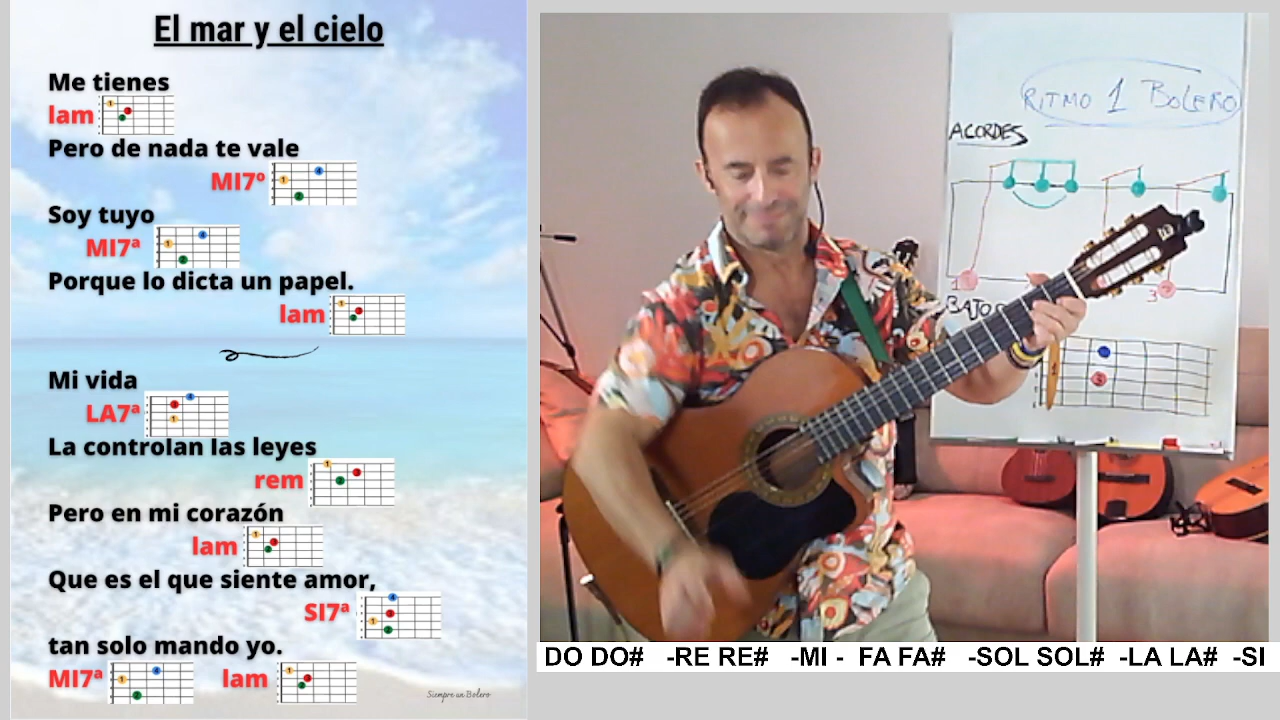 El mar y el cielo
Me tienes
lam
Pero de nada te vale
MI7º
Soy tuyo
MI7ª
Porque lo dicta un papel.
lam
Mi vida
LA7ª
La controlan las leyes
rem
Pero en mi corazón
lam
Que es el que siente amor,
SI7ª
tan solo mando yo.
MI7ª lam
Siempre un Bolero
RITMO 1 BOLERO
ACORDES
1
3
BAJOS
DO DO# -RE RE# -MI - FA FA# -SOL SOL# -LA LA# -SI